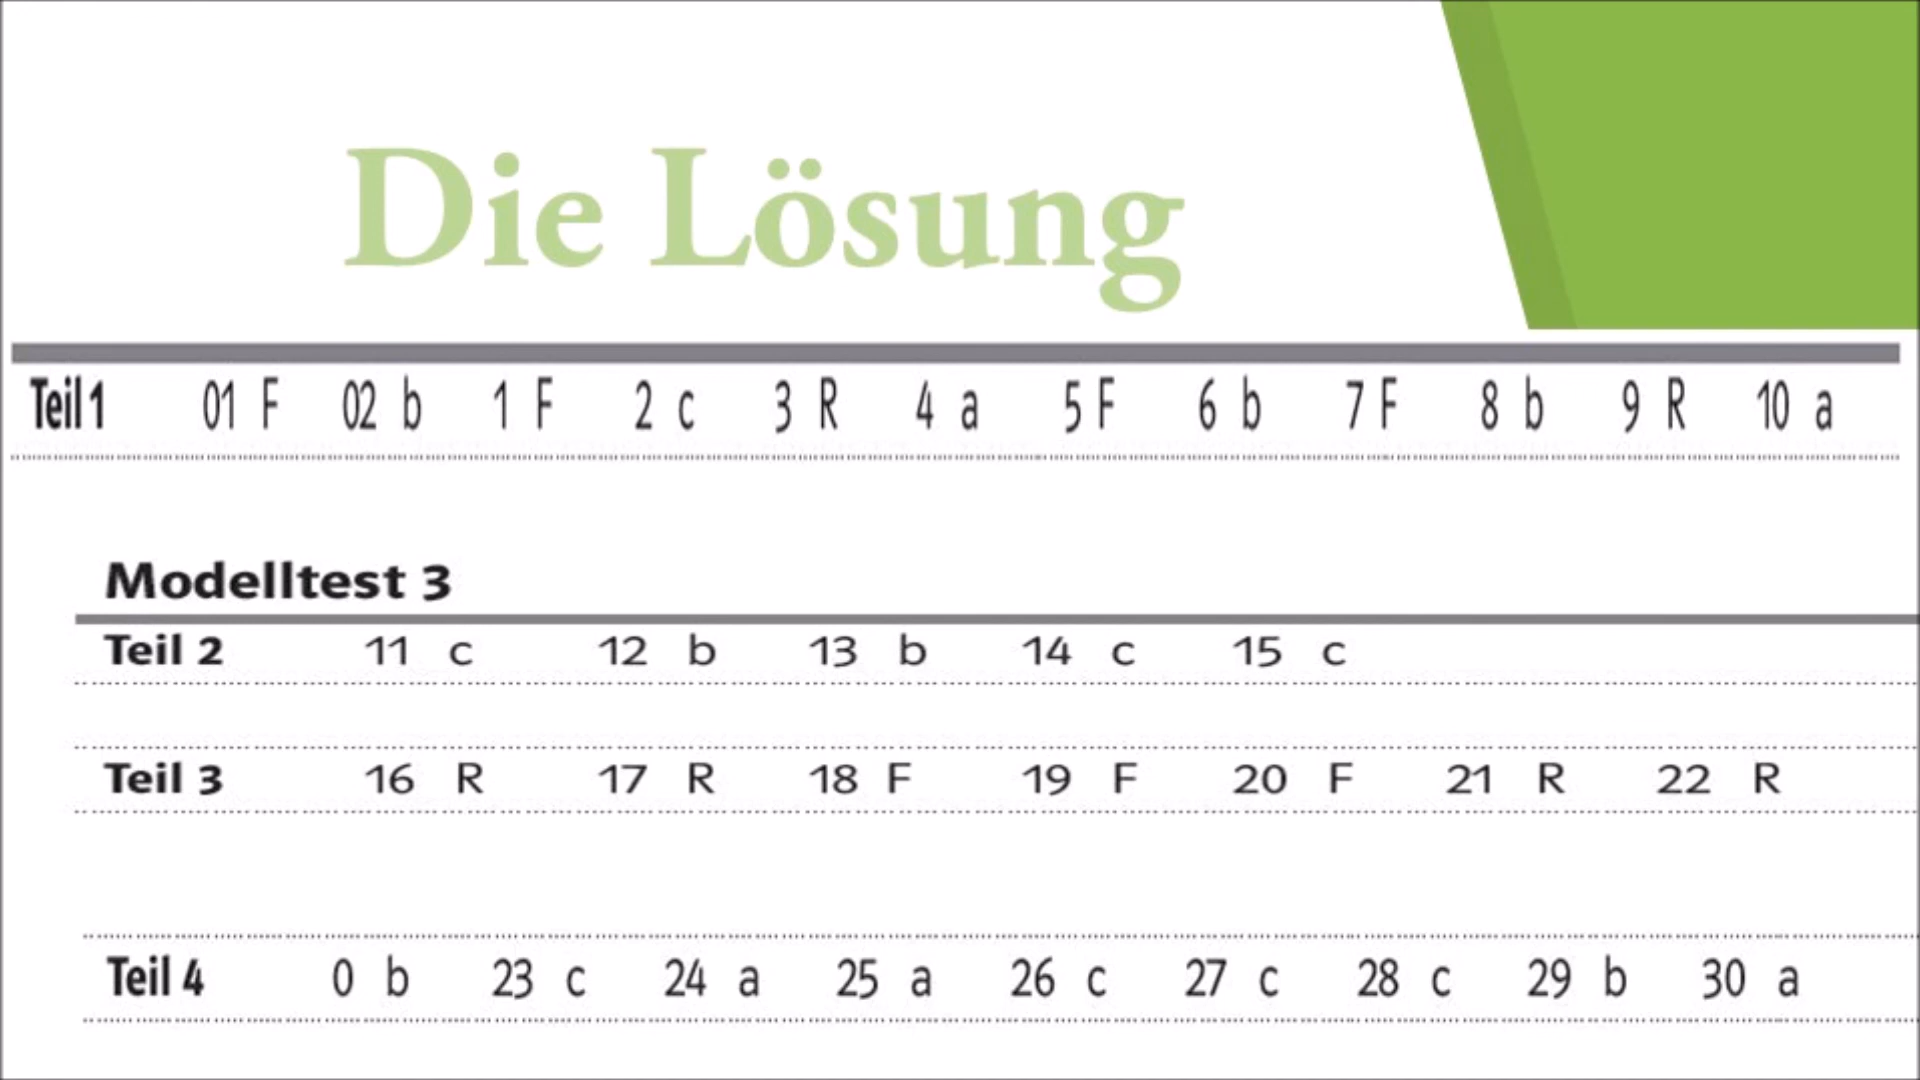 Die Lösung
Teil 1 01 F 02 b 1 F 2 c 3 R 4 a 5 F 6 b 7 F 8 b 9 R 10 a
Modelltest 3
Teil 2 11 c 12 b 13 b 14 c 15 c
Teil 3 16 R 17 R 18 F 19 F 20 F 21 R 22 R
Teil 4 0 b 23 c 24 a 25 a 26 c 27 c 28 c 29 b 30 a